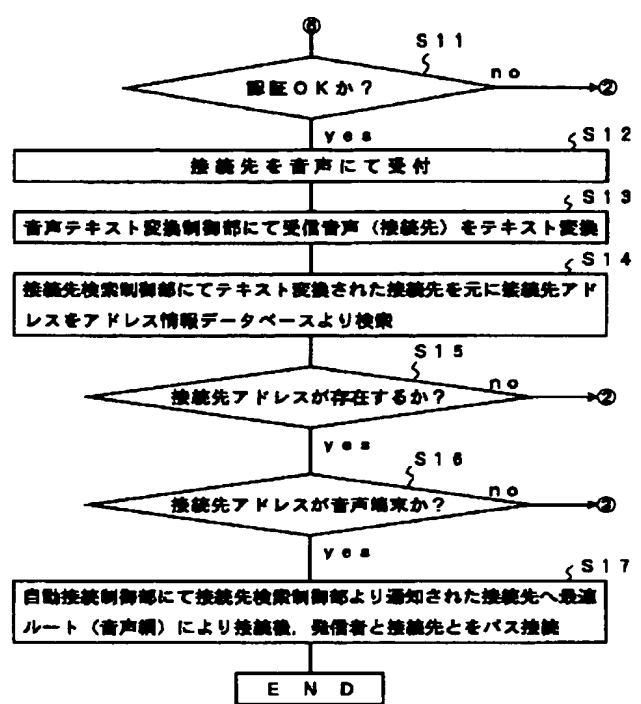 S11
認証OKか?
no
②
yes
S12
接続先を音声にて受付
S13
音声テキスト変換制御部にて受信音声(接続先)をテキスト変換
S14
接続先検索制御部にてテキスト変換された接続先を元に接続先アド
レスをアドレス情報データベースより検索
S15
接続先アドレスが存在するか?
no
②
yes
S16
接続先アドレスが音声端末か?
no
yes
S17
自動接続制御部にて接続先検索制御部より通知された接続先へ最速
ルート(音声網)により接続後,発信者と接続先とをパス接続
END